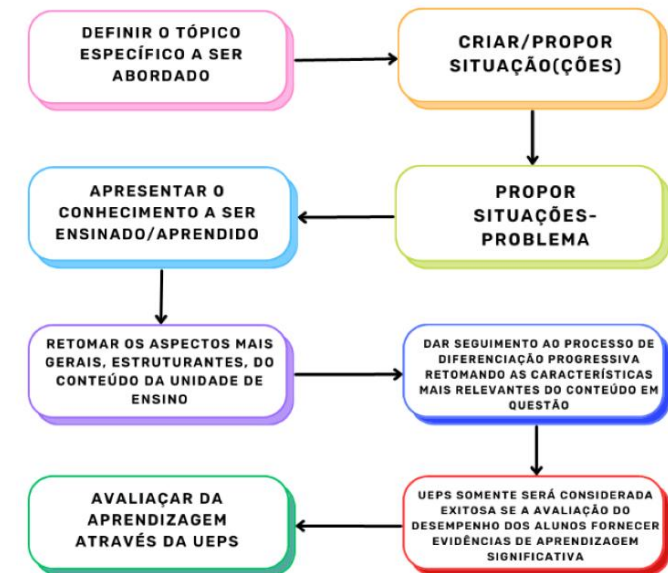 DEFINIR O TÓPICO
ESPECÍFICO A SER
ABORDADO
CRIAR/PROPOR
SITUAÇÃO(ÇÕES)
PROPOR
SITUAÇÕES-
PROBLEMA
APRESENTAR O
CONHECIMENTO A SER
ENSINADO/APRENDIDO
RETOMAR OS ASPECTOS MAIS
GERAIS, ESTRUTURANTES, DO
CONTEÚDO DA UNIDADE DE
ENSINO
DAR SEGUIMENTO AO PROCESSO DE
DIFERENCIAÇÃO PROGRESSIVA
RETOMANDO AS CARACTERÍSTICAS
MAIS RELEVANTES DO CONTEÚDO EM
QUESTÃO
UEPS SOMENTE SERÁ CONSIDERADA
EXITOSA SE A AVALIAÇÃO DO
DESEMPENHO DOS ALUNOS FORNECER
EVIDÊNCIAS DE APRENDIZAGEM
SIGNIFICATIVA
AVALIAÇAR DA
APRENDIZAGEM
ATRAVÉS DA UEPS